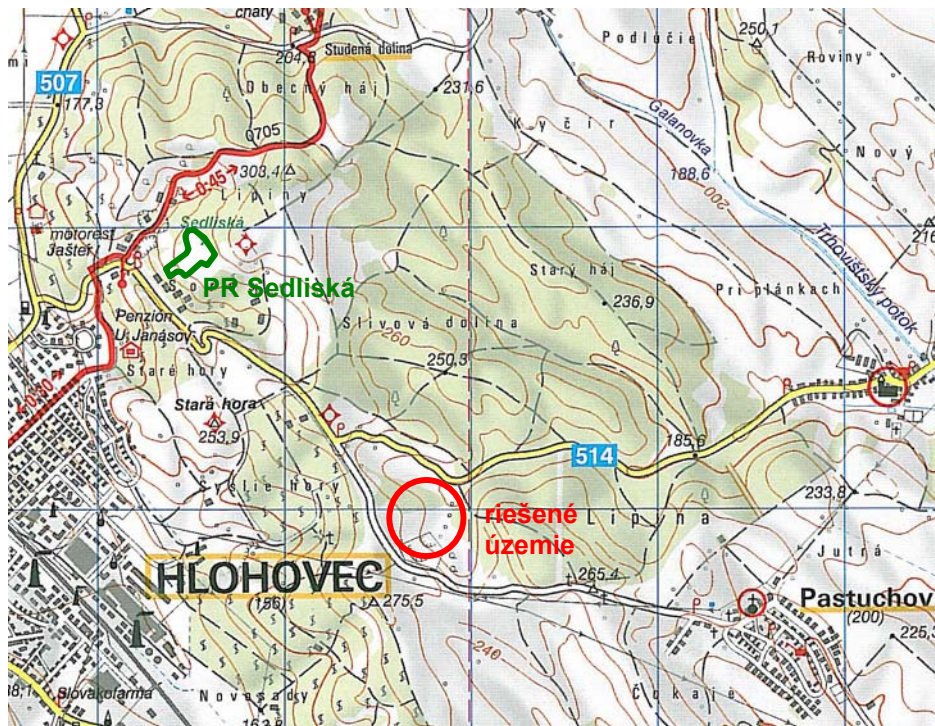 chaty
Studená dolina
204,8
507
177,3
Obecný háj
231,6
Podlúčie
250,1
Roviny
Kyčír
Galanovka
188,6
200
Nový
0705
303,4
0:45
Lipiny
Sedliská
motorest
Jašter
PR Sedliská
Starý háj
236,9
Pri plánkach
Trhovištský potok
216
Penzión
U Janásov
Slivová dolina
260
250,3
Staré hory
0:30
Stará hora
253,9
514
185,6
Syslie hory
riešené
územie
Lipina
233,8
Jutrá
HLOHOVEC
(156)
275,5
265,4
Pastuchov
(200)
225,3
240
Slovakofarma
Novosady
163,8
Čokaje